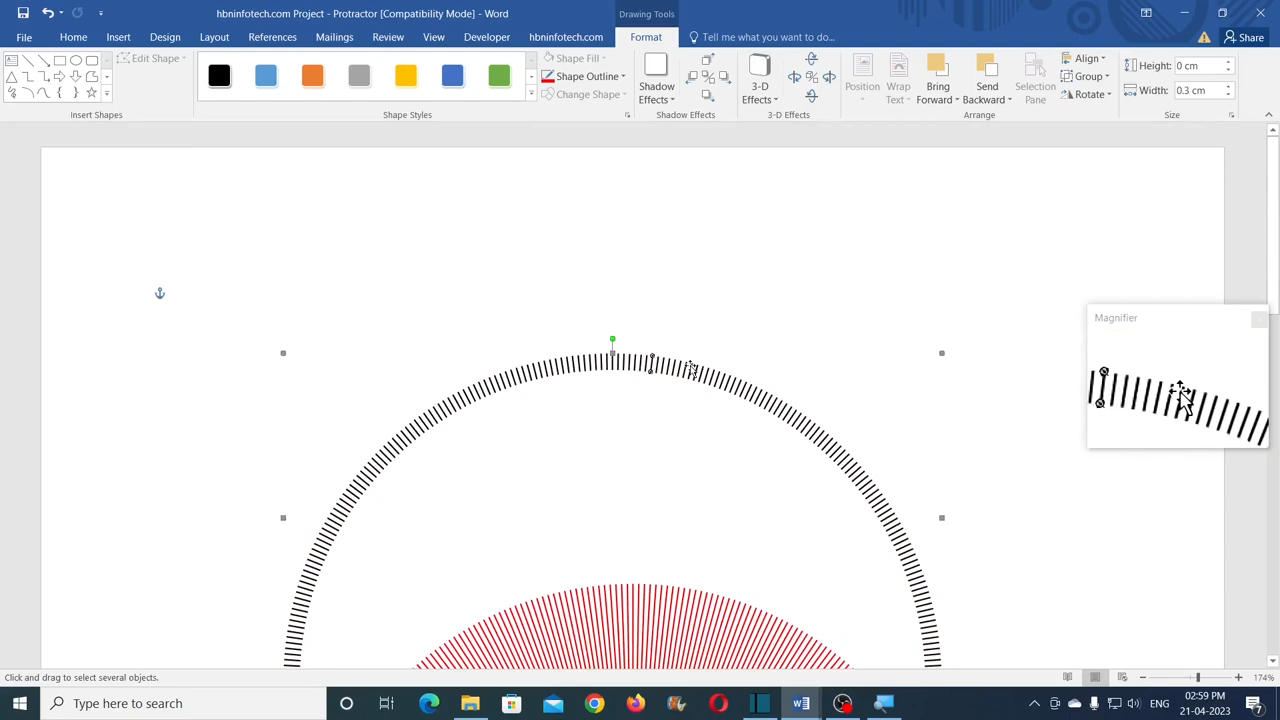 hbninfotech.com Project - Protractor [Compatibility Mode] - Word
Drawing Tools
File Home Insert Design Layout References Mailings Review View Developer hbninfotech.com Format Tell me what you want to do... Share
Edit Shape
Insert Shapes
Shape Styles
Shape Fill
Shape Outline
Change Shape
Shadow Effects
Shadow Effects
3-D Effects
3-D Effects
Position
Wrap Text
Bring Forward
Send Backward
Selection Pane
Align
Group
Rotate
Arrange
Height: 0 cm
Width: 0.3 cm
Size
Magnifier
Click and drag to select several objects.
174%
Type here to search
ENG
02:59 PM
21-04-2023